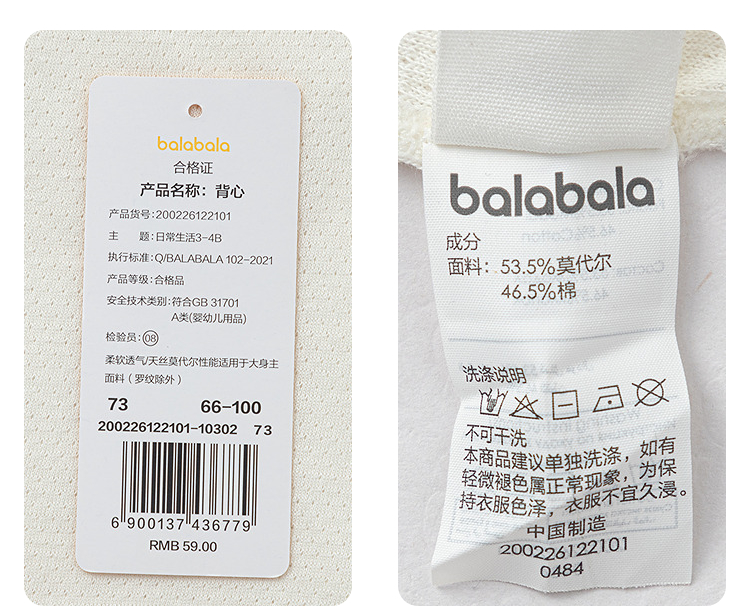 balabala
合格证
产品名称：背心
产品货号：200226122101
主　题：日常生活3-4B
执行标准：Q/BALABALA 102-2021
产品等级：合格品
安全技术类别：符合GB 31701
A类(婴幼儿用品)
检验员：08
柔软透气/天丝莫代尔性能适用于大身主
面料（罗纹除外）
73 66-100
200226122101-10302 73
6 900137 436779
RMB 59.00
balabala
成分
面料：53.5%莫代尔
46.5%棉
洗涤说明
不可干洗
本商品建议单独洗涤，如有
轻微褪色属正常现象，为保
持衣服色泽，衣服不宜久浸。
中国制造
200226122101
0484